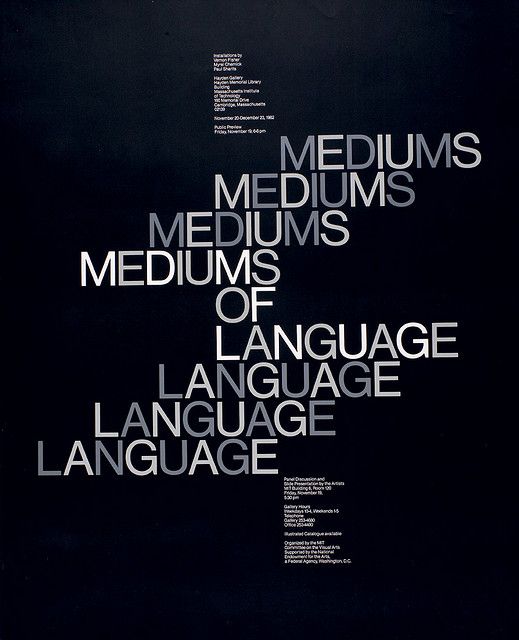 Installations by
Vernon Fisher
Myrel Chernick
Paul Sharits
Hayden Gallery
Hayden Memorial Library
Building
Massachusetts Institute
of Technology
160 Memorial Drive
Cambridge, Massachusetts
02139
November 20-December 23, 1982
Public Preview
Friday, November 19, 6-8 pm
MEDIUMS
MEDIUMS
MEDIUMS
MEDIUMS
OF
LANGUAGE
LANGUAGE
LANGUAGE
LANGUAGE
Panel Discussion and
Slide Presentation by the Artists
MIT Building 6, Room 120
Friday, November 19,
5:30 pm
Gallery Hours
Weekdays 10-4, Weekends 1-5
Telephone
Gallery 253-4680
Office 253-4400
Illustrated Catalogue available
Organized by the MIT
Committee on the Visual Arts
Supported by the National
Endowment for the Arts,
a Federal Agency, Washington, D.C.